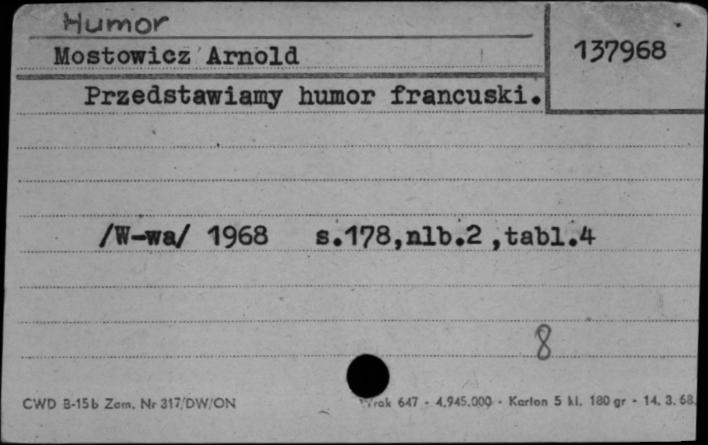 Humor
Mostowicz Arnold
137968
Przedstawiamy humor francuski.
/W-wa/ 1968 s.178,nlb.2 ,tabl.4
8
CWD B-15b Zam. Nr 317/DW/ON
647 - 4.945.000 - Karton 5 kl. 180 gr - 14. 3. 68.